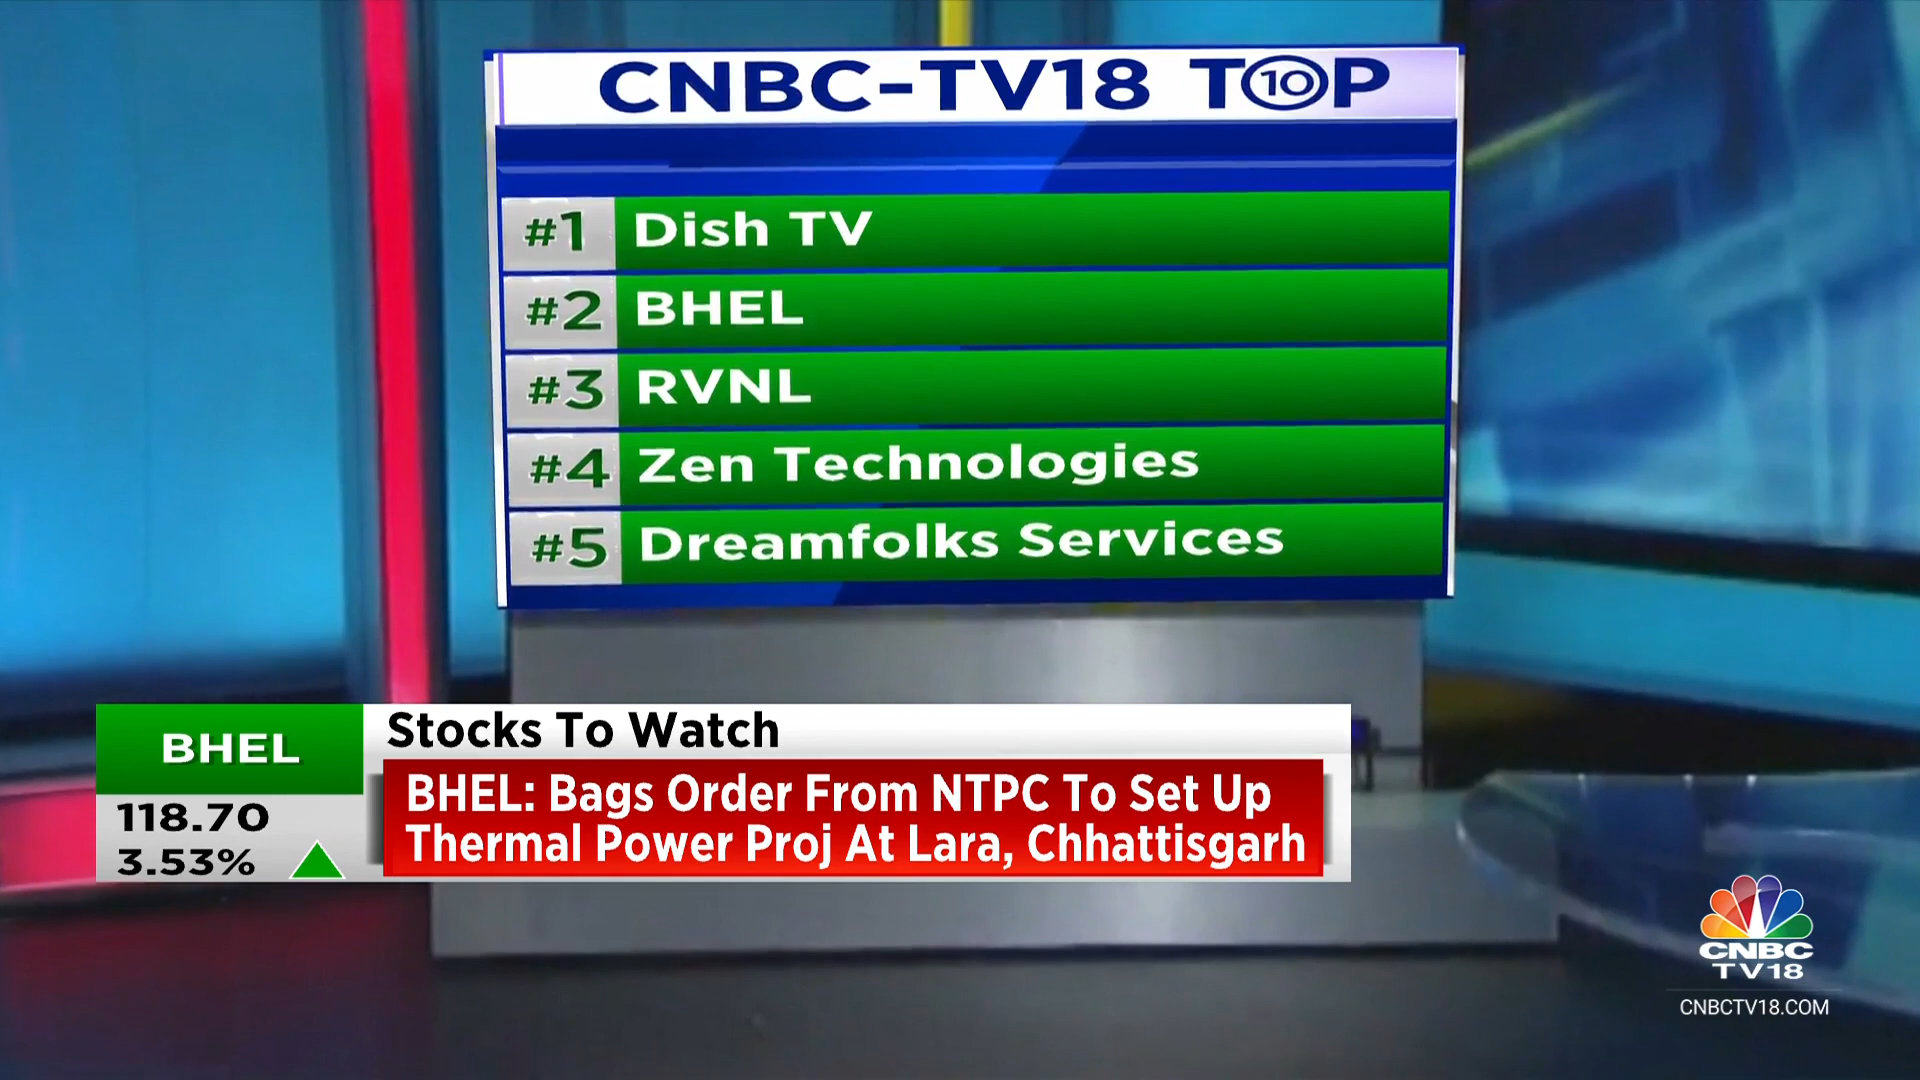 CNBC-TV18 TOP
10
#1 Dish TV
#2 BHEL
#3 RVNL
#4 Zen Technologies
#5 Dreamfolks Services
BHEL
118.70
3.53%
Stocks To Watch
BHEL: Bags Order From NTPC To Set Up
Thermal Power Proj At Lara, Chhattisgarh
CNBC
TV18
CNBCTV18.COM